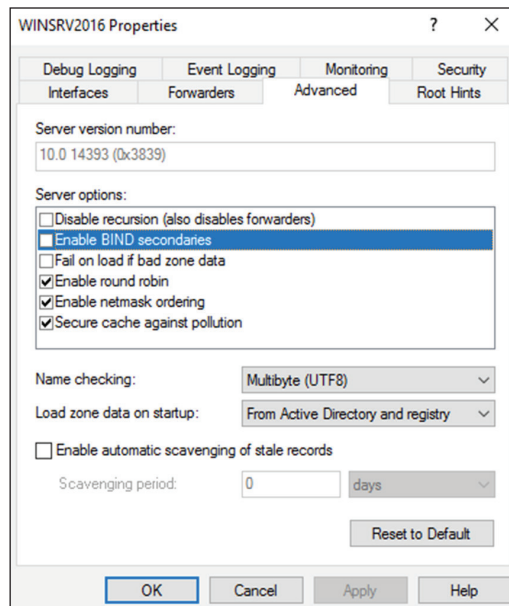 WINSRV2016 Properties ? ×
Debug Logging Event Logging Monitoring Security
Interfaces Forwarders Advanced Root Hints
Server version number:
10.0 14393 (0x3839)
Server options:
Disable recursion (also disables forwarders)
Enable BIND secondaries
Fail on load if bad zone data
Enable round robin
Enable netmask ordering
Secure cache against pollution
Name checking: Multibyte (UTF8)
Load zone data on startup: From Active Directory and registry
Enable automatic scavenging of stale records
Scavenging period: 0 days
Reset to Default
OK Cancel Apply Help